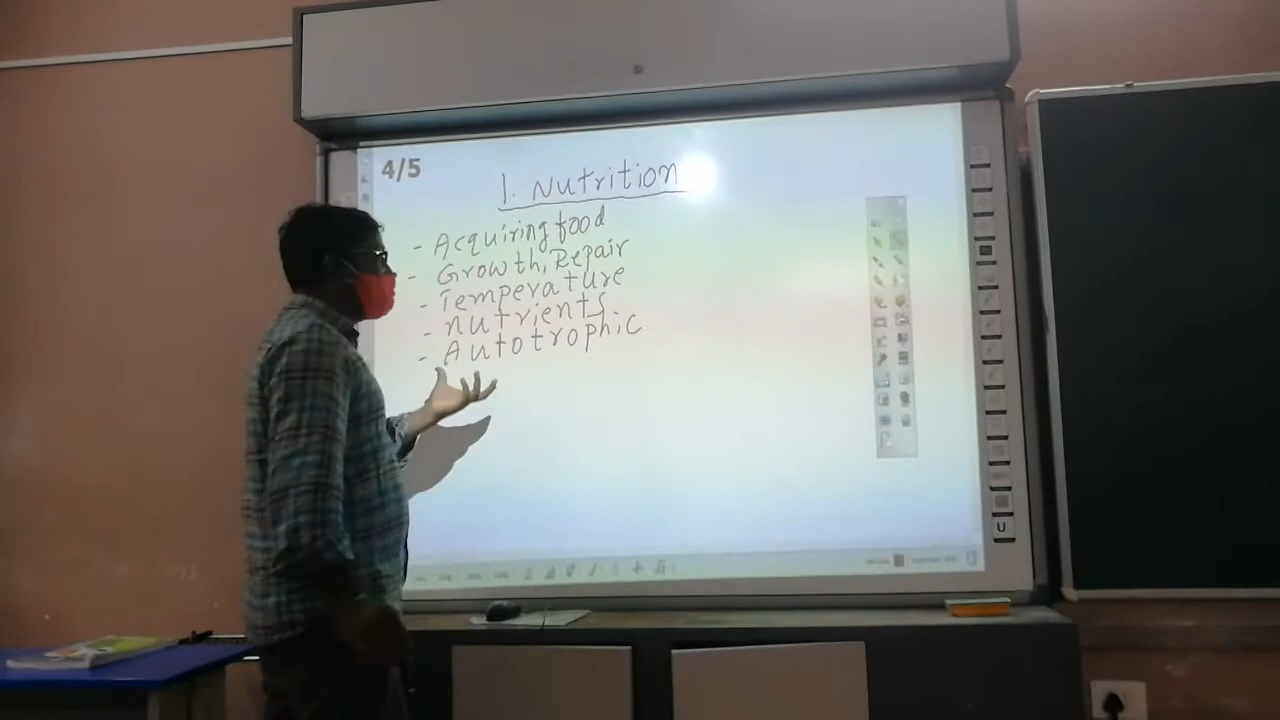 4/5
1. Nutrition
- Acquiring food
- Growth, Repair
- Temperature
- nutrients
- Autotrophic
U